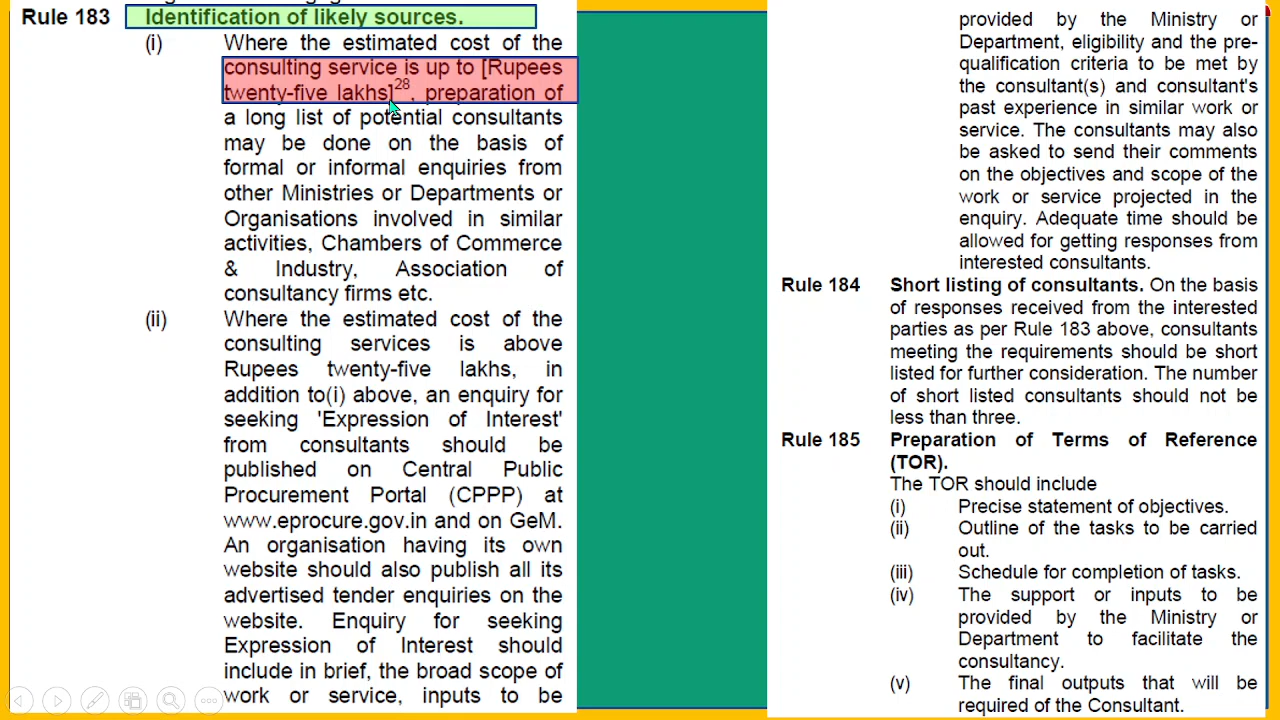 Rule 183 Identification of likely sources.
(i) Where the estimated cost of the
consulting service is up to [Rupees
twenty-five lakhs]28, preparation of
a long list of potential consultants
may be done on the basis of
formal or informal enquiries from
other Ministries or Departments or
Organisations involved in similar
activities, Chambers of Commerce
& Industry, Association of
consultancy firms etc.
(ii) Where the estimated cost of the
consulting services is above
Rupees twenty-five lakhs, in
addition to(i) above, an enquiry for
seeking 'Expression of Interest'
from consultants should be
published on Central Public
Procurement Portal (CPPP) at
www.eprocure.gov.in and on GeM.
An organisation having its own
website should also publish all its
advertised tender enquiries on the
website. Enquiry for seeking
Expression of Interest should
include in brief, the broad scope of
work or service, inputs to be
provided by the Ministry or
Department, eligibility and the pre-
qualification criteria to be met by
the consultant(s) and consultant's
past experience in similar work or
service. The consultants may also
be asked to send their comments
on the objectives and scope of the
work or service projected in the
enquiry. Adequate time should be
allowed for getting responses from
interested consultants.
Rule 184 Short listing of consultants. On the basis
of responses received from the interested
parties as per Rule 183 above, consultants
meeting the requirements should be short
listed for further consideration. The number
of short listed consultants should not be
less than three.
Rule 185 Preparation of Terms of Reference
(TOR).
The TOR should include
(i) Precise statement of objectives.
(ii) Outline of the tasks to be carried
out.
(iii) Schedule for completion of tasks.
(iv) The support or inputs to be
provided by the Ministry or
Department to facilitate the
consultancy.
(v) The final outputs that will be
required of the Consultant.